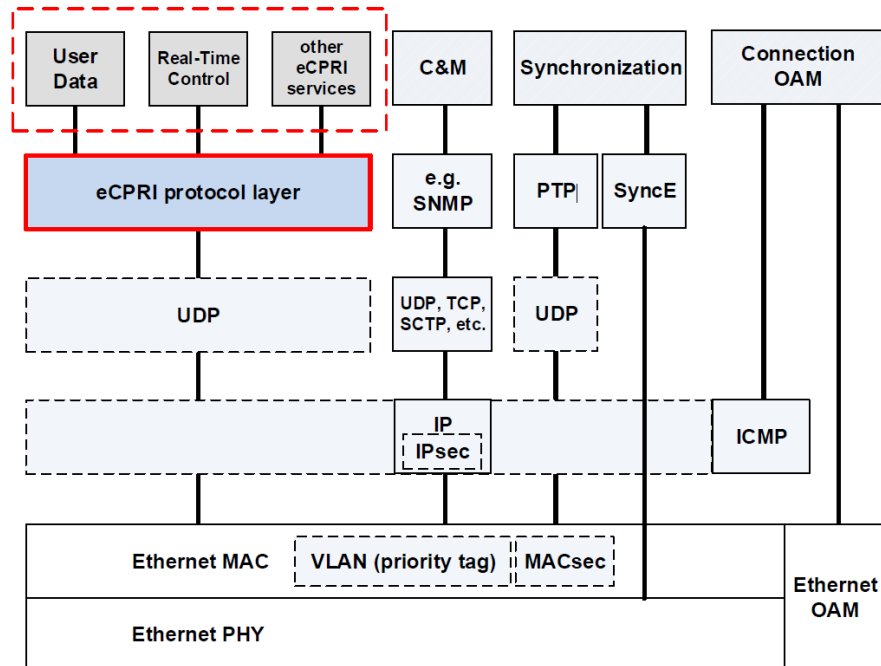 User
Data
Real-Time
Control
other
eCPRI
services
C&M
Synchronization
Connection
OAM
eCPRI protocol layer
e.g.
SNMP
PTP
SyncE
UDP
UDP, TCP,
SCTP, etc.
UDP
IP
IPsec
ICMP
Ethernet MAC
VLAN (priority tag)
MACsec
Ethernet
OAM
Ethernet PHY